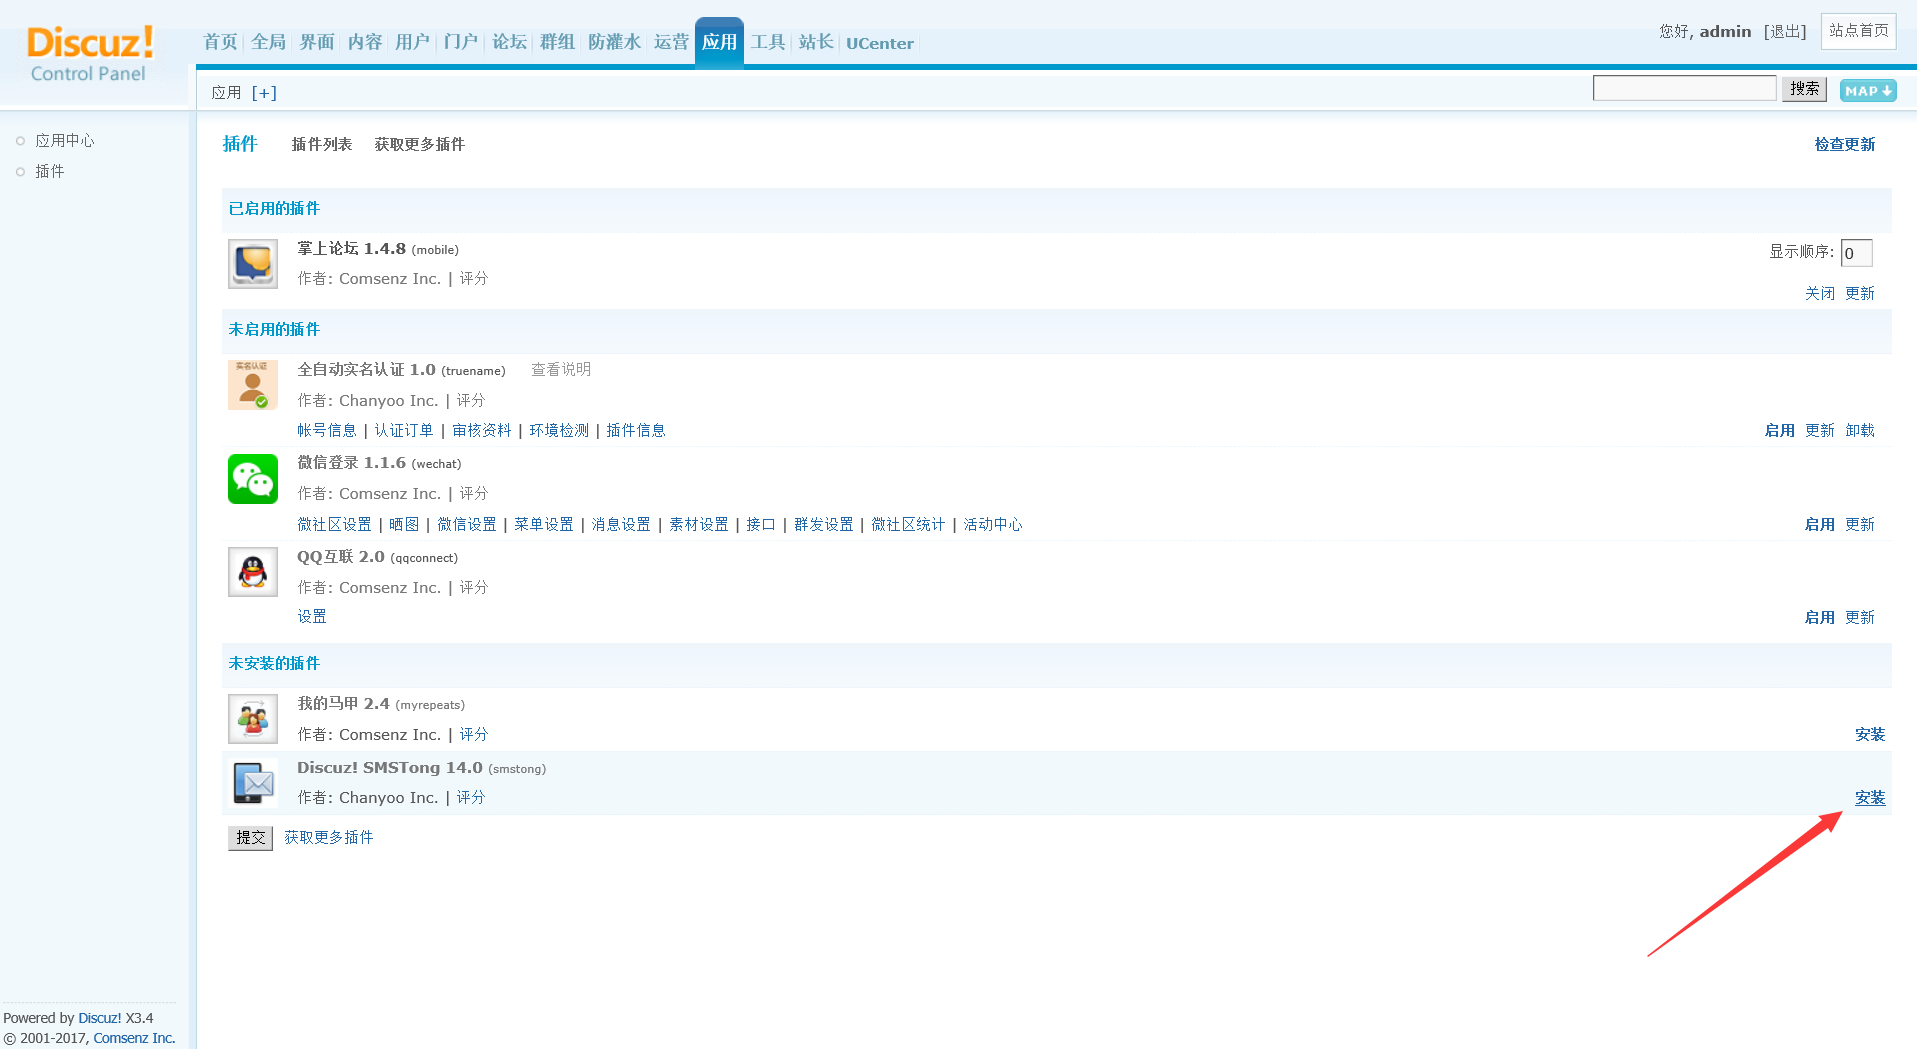 Discuz!
Control Panel
首页 全局 界面 内容 用户 门户 论坛 群组 防灌水 运营 应用 工具 站长 UCenter
您好, admin [退出] 站点首页
应用 [+] 搜索 MAP
应用中心
插件
插件 插件列表 获取更多插件 检查更新
已启用的插件
掌上论坛 1.4.8 (mobile) 显示顺序: 0
作者: Comsenz Inc. | 评分
关闭 更新
未启用的插件
实名认证
全自动实名认证 1.0 (truename) 查看说明
作者: Chanyoo Inc. | 评分
帐号信息 | 认证订单 | 审核资料 | 环境检测 | 插件信息 启用 更新 卸载
微信登录 1.1.6 (wechat)
作者: Comsenz Inc. | 评分
微社区设置 | 晒图 | 微信设置 | 菜单设置 | 消息设置 | 素材设置 | 接口 | 群发设置 | 微社区统计 | 活动中心 启用 更新
QQ互联 2.0 (qqconnect)
作者: Comsenz Inc. | 评分
设置 启用 更新
未安装的插件
我的马甲 2.4 (myrepeats)
作者: Comsenz Inc. | 评分 安装
Discuz! SMSTong 14.0 (smstong)
作者: Chanyoo Inc. | 评分 安装
提交 获取更多插件
Powered by Discuz! X3.4
© 2001-2017, Comsenz Inc.